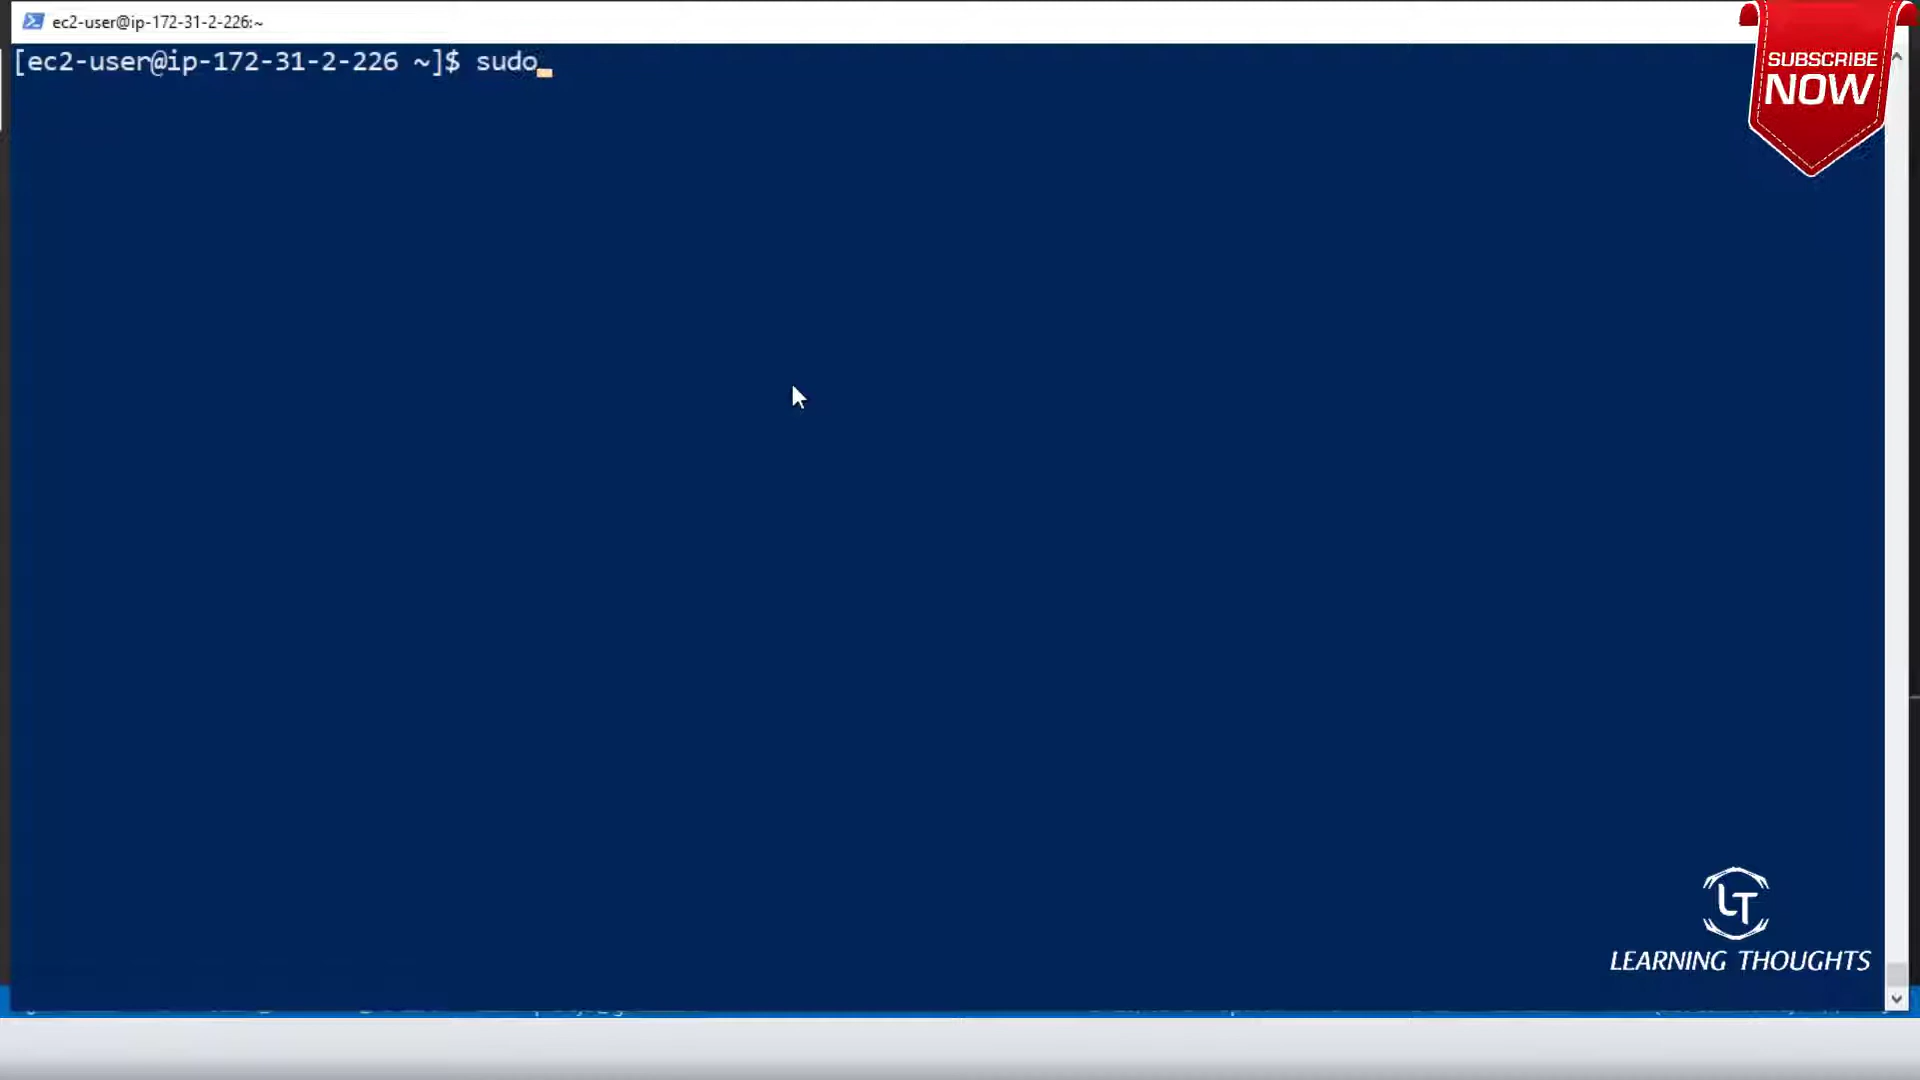 ec2-user@ip-172-31-2-226:~
[ec2-user@ip-172-31-2-226 ~]$ sudo
SUBSCRIBE
NOW
LT
LEARNING THOUGHTS